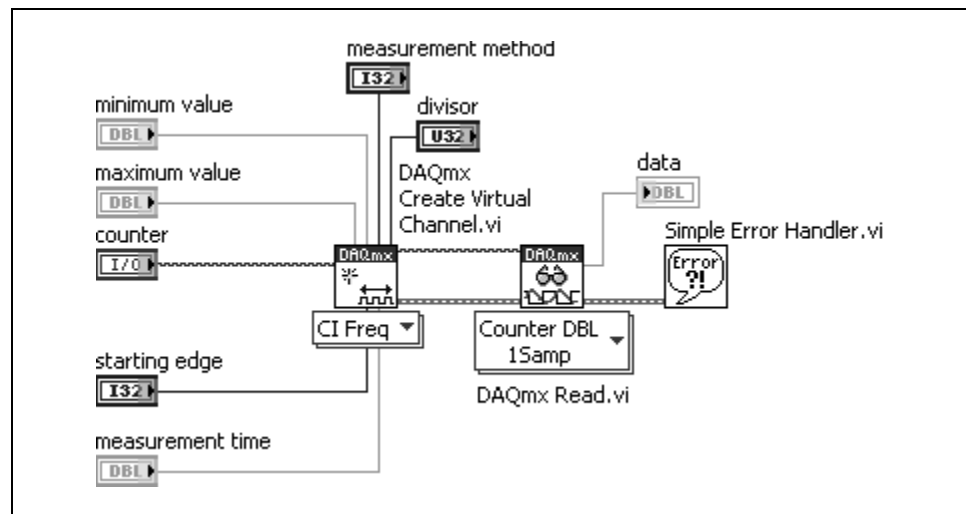 measurement method
I32
minimum value
DBL
divisor
U32
maximum value
DBL
DAQmx
Create Virtual
Channel.vi
data
DBL
counter
I/O
Simple Error Handler.vi
DAQmx
DAQmx
Error
?!
CI Freq
Counter DBL
1Samp
starting edge
I32
DAQmx Read.vi
measurement time
DBL